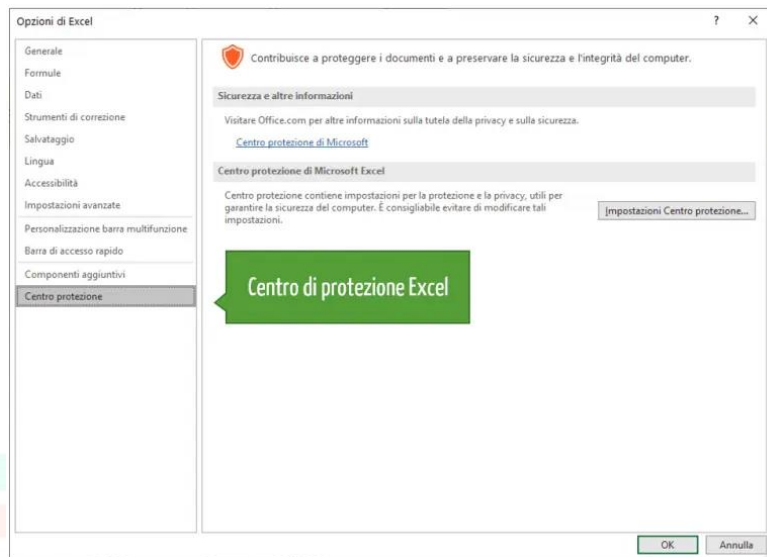 Opzioni di Excel
? ×
Generale
Formule
Dati
Strumenti di correzione
Salvataggio
Lingua
Accessibilità
Impostazioni avanzate
Personalizzazione barra multifunzione
Barra di accesso rapido
Componenti aggiuntivi
Centro protezione
Contribuisce a proteggere i documenti e a preservare la sicurezza e l'integrità del computer.
Sicurezza e altre informazioni
Visitare Office.com per altre informazioni sulla tutela della privacy e sulla sicurezza.
Centro protezione di Microsoft
Centro protezione di Microsoft Excel
Centro protezione contiene impostazioni per la protezione e la privacy, utili per
garantire la sicurezza del computer. È consigliabile evitare di modificare tali
impostazioni.
Impostazioni Centro protezione...
Centro di protezione Excel
OK
Annulla